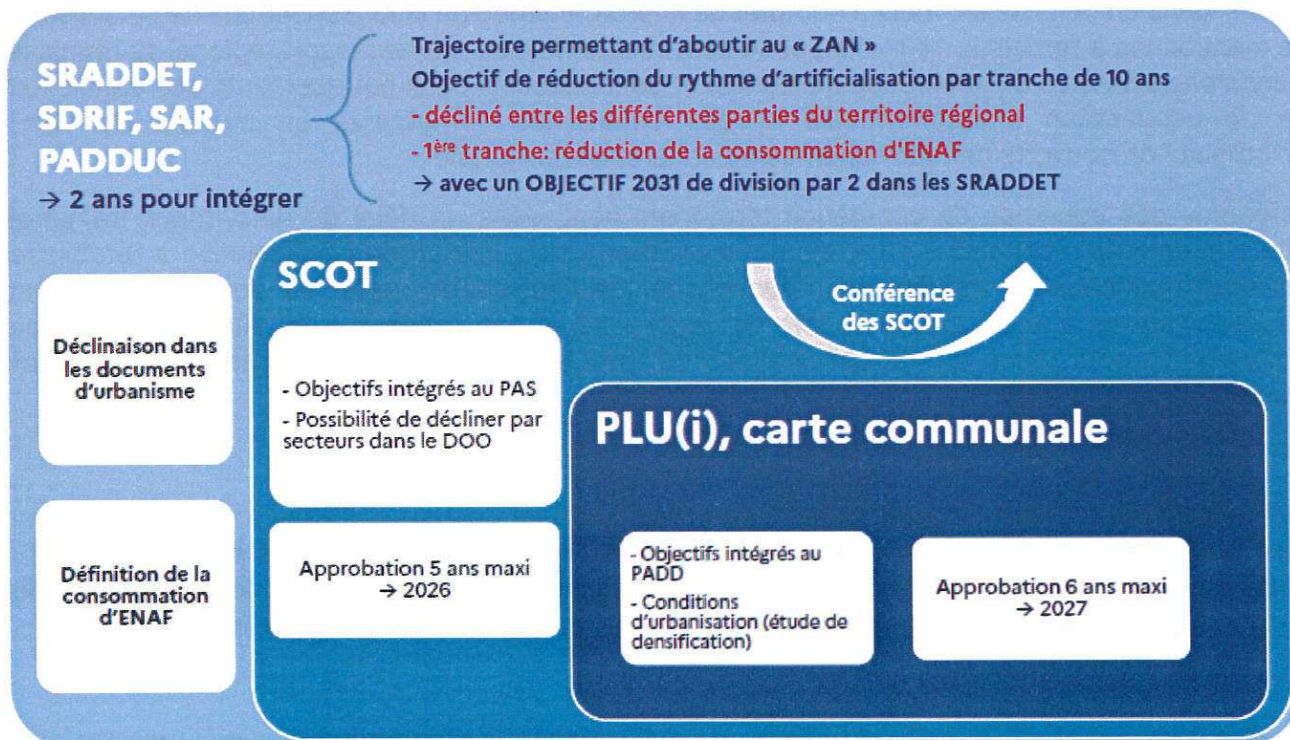 SRADDET,
SDRIF, SAR,
PADDUC
→ 2 ans pour intégrer
Trajectoire permettant d'aboutir au « ZAN »
Objectif de réduction du rythme d'artificialisation par tranche de 10 ans
- décliné entre les différentes parties du territoire régional
- 1ère tranche: réduction de la consommation d'ENAF
→ avec un OBJECTIF 2031 de division par 2 dans les SRADDET
Déclinaison dans
les documents
d'urbanisme
Définition de la
consommation
d'ENAF
SCOT
- Objectifs intégrés au PAS
- Possibilité de décliner par
secteurs dans le DOO
Approbation 5 ans maxi
→ 2026
Conférence
des SCOT
PLU(i), carte communale
- Objectifs intégrés au
PADD
- Conditions
d'urbanisation (étude de
densification)
Approbation 6 ans maxi
→ 2027